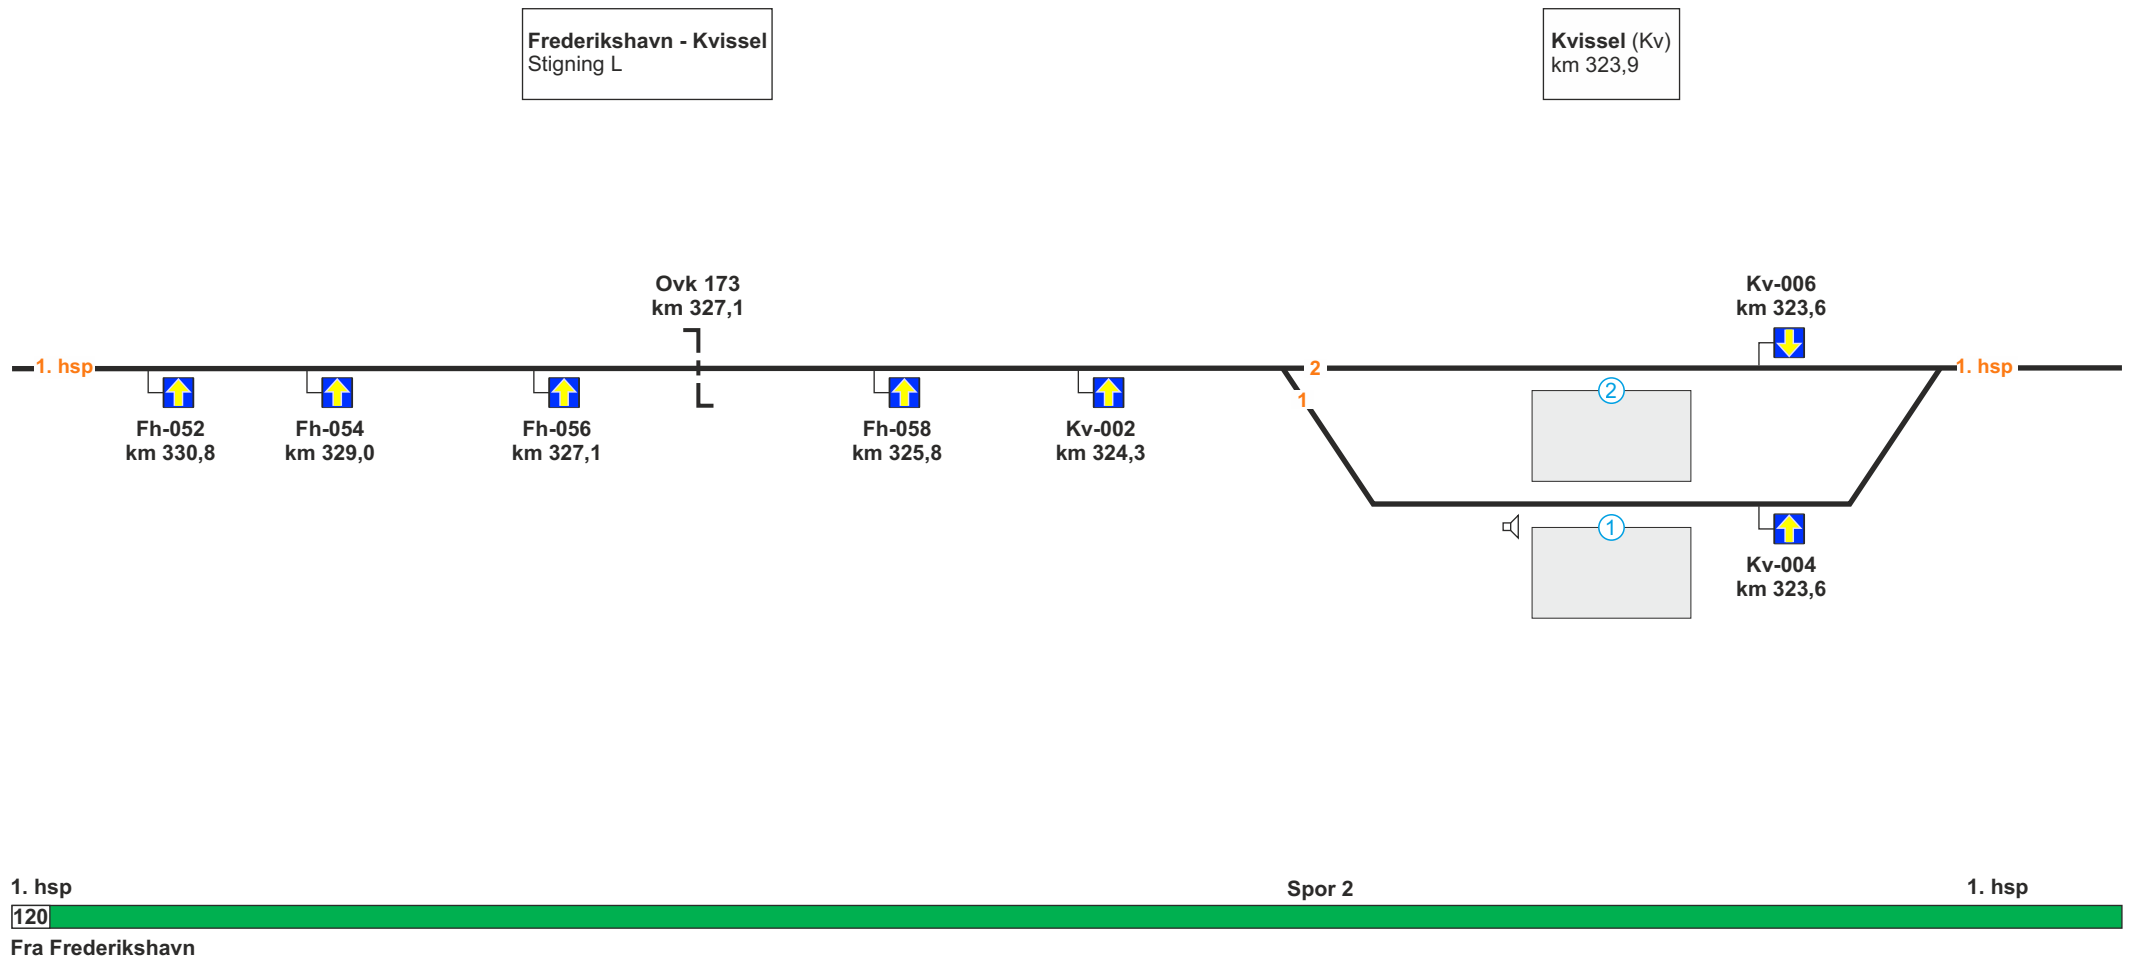 Frederikshavn - Kvissel
Stigning L
Kvissel (Kv)
km 323,9
Ovk 173
km 327,1
Kv-006
km 323,6
1. hsp
2
1. hsp
1
2
Fh-052
km 330,8
Fh-054
km 329,0
Fh-056
km 327,1
Fh-058
km 325,8
Kv-002
km 324,3
1
Kv-004
km 323,6
1. hsp
Spor 2
1. hsp
120
Fra Frederikshavn